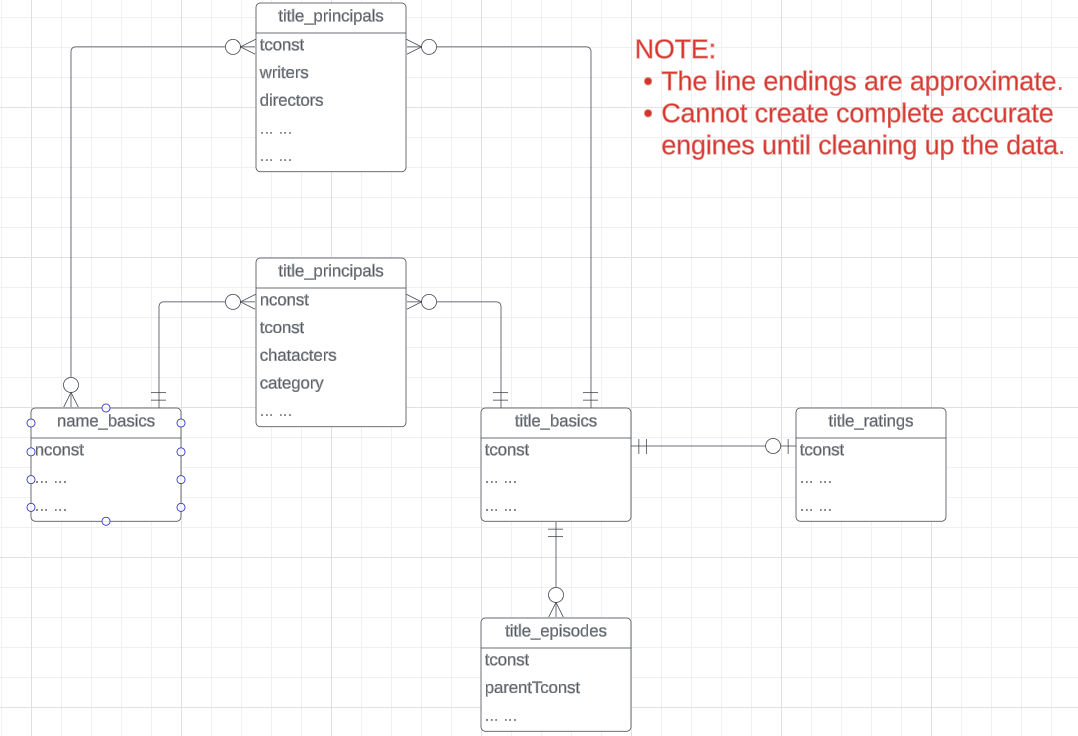 title_principals
tconst
writers
directors
... ...
... ...
NOTE:
• The line endings are approximate.
• Cannot create complete accurate
engines until cleaning up the data.
title_principals
nconst
tconst
chatacters
category
... ...
name_basics
nconst
... ...
... ...
title_basics
tconst
... ...
... ...
title_ratings
tconst
... ...
... ...
title_episodes
tconst
parentTconst
... ...